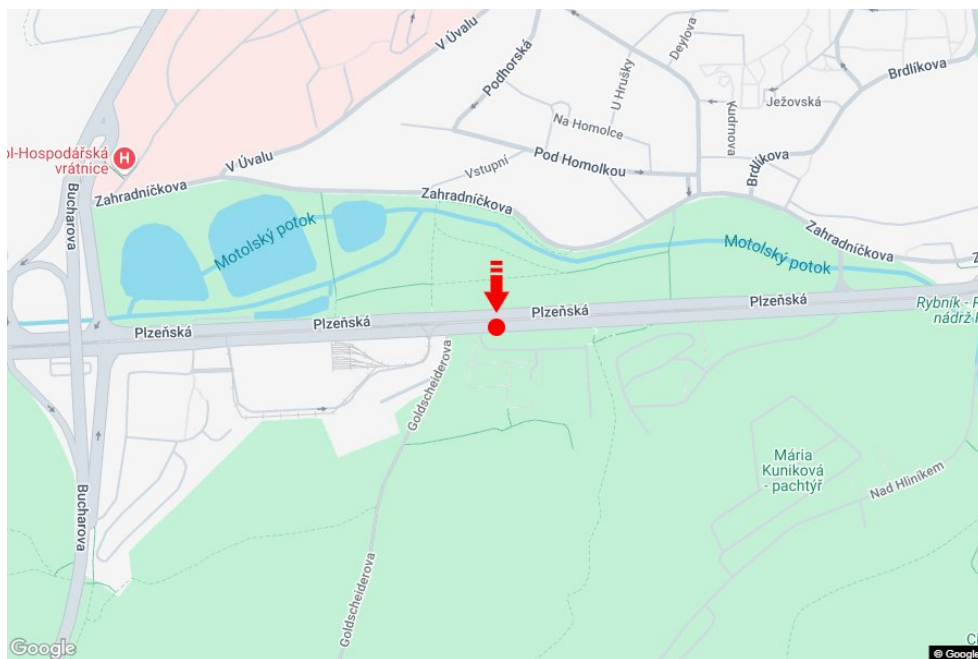 V Úvalu
Podhorská
Deylova
U Hrušky
Brdlíkova
Ježovská
Kudrnova
Na Homolce
ol-Hospodářská
vrátnice
H
V Úvalu
Vstupní
Pod Homolkou
Brdlíkova
Zahradníčkova
Zahradníčkova
Bucharova
Motolský potok
Motolský potok
Zahradníčkova
Plzeňská
Plzeňská
Plzeňská
Plzeňská
Rybník - R
nádrž
Goldscheiderova
Mária
Kuniková
- pachtýř
Nad Hliníkem
Bucharova
Goldscheiderova
Google
© Google